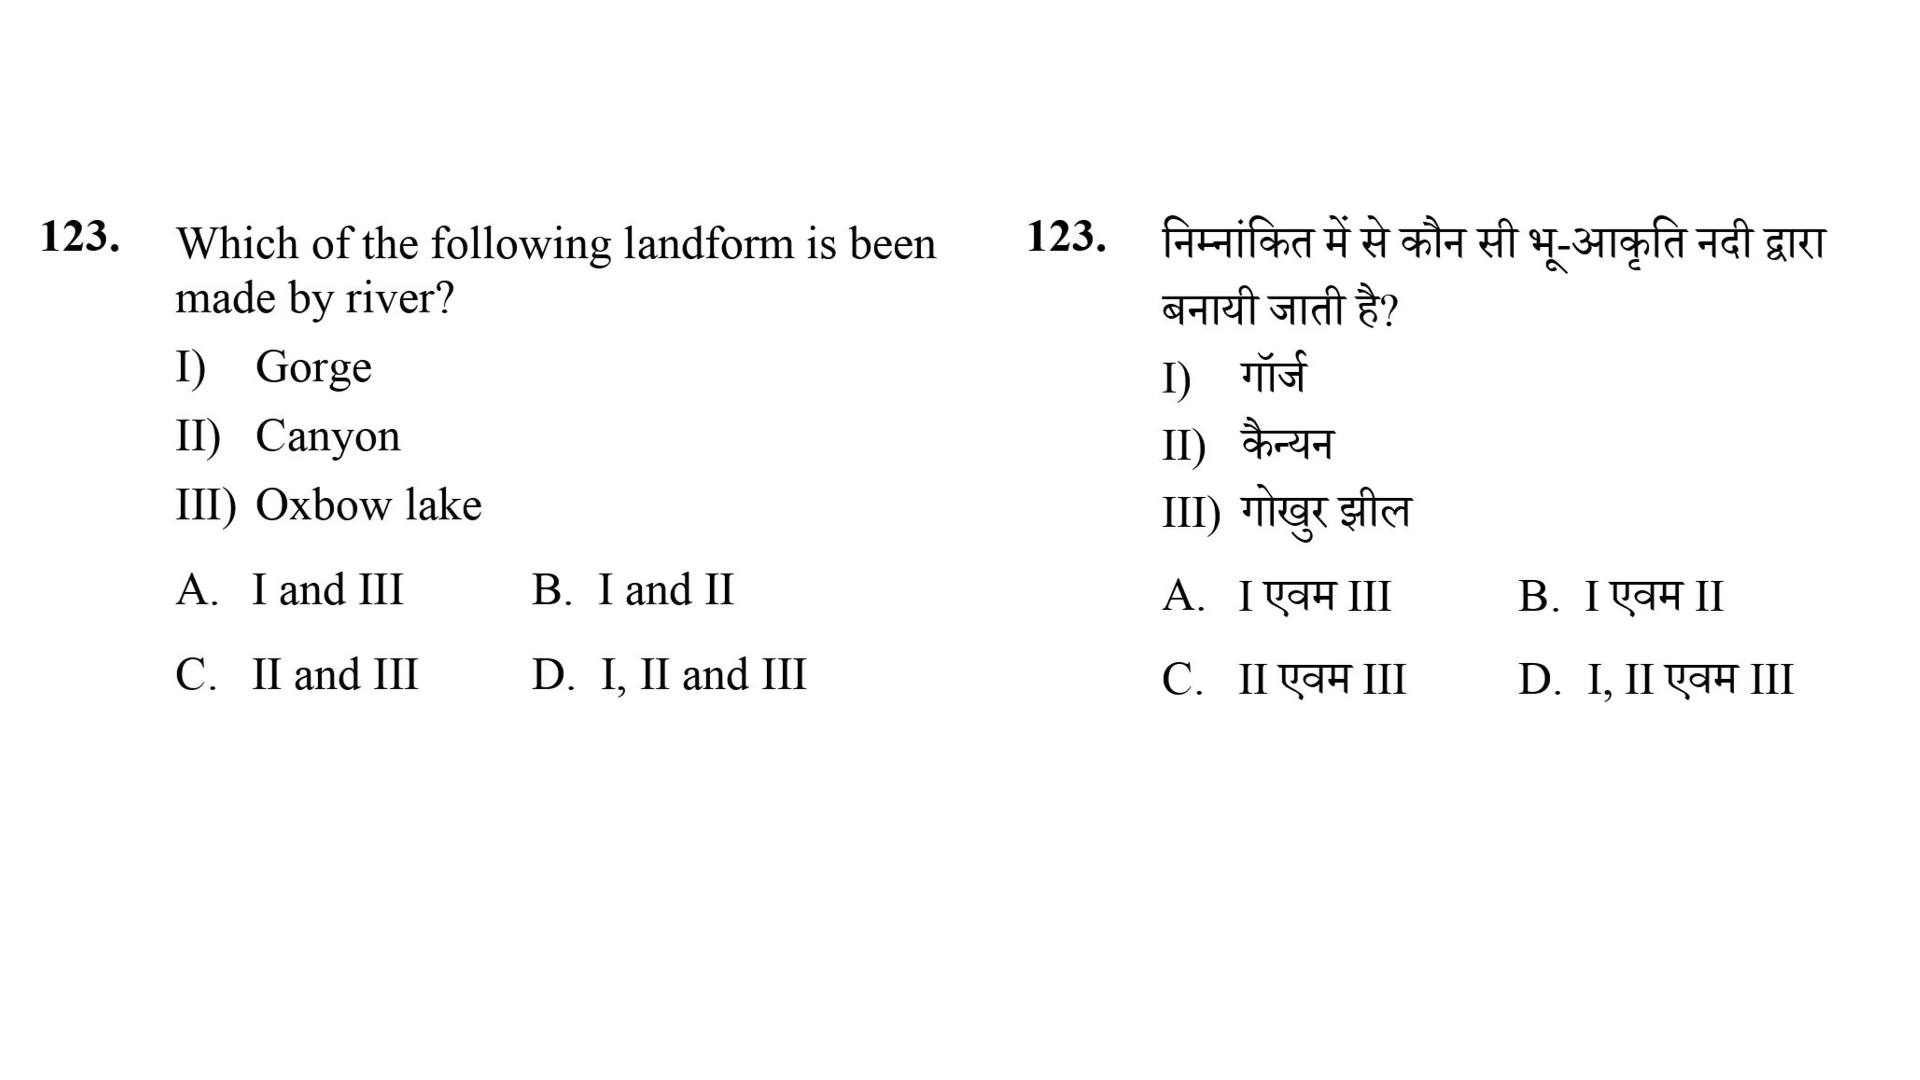 123. Which of the following landform is been
made by river?
I) Gorge
II) Canyon
III) Oxbow lake
A. I and III B. I and II
C. II and III D. I, II and III
123. निम्नांकित में से कौन सी भू-आकृति नदी द्वारा
बनायी जाती है?
I) गॉर्ज
II) कैन्यन
III) गोखुर झील
A. I एवम III B. I एवम II
C. II एवम III D. I, II एवम III